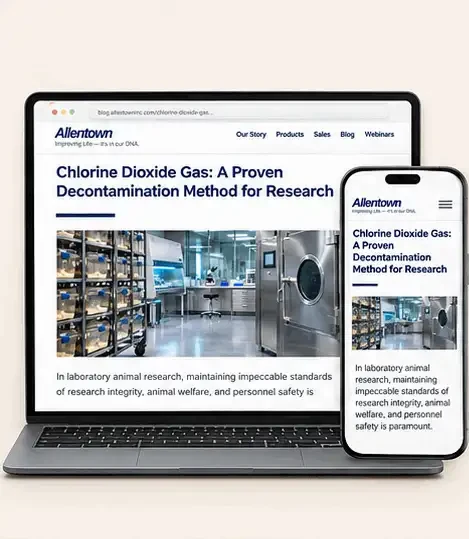 blog.allentowninc.com/chlorine-dioxide-gas...
Allentown
Improving Life — it's in our DNA.
Our Story Products Sales Blog Webinars
Chlorine Dioxide Gas: A Proven
Decontamination Method for Research
In laboratory animal research, maintaining impeccable standards
of research integrity, animal welfare, and personnel safety is
Allentown
Improving Life — it's in our DNA.
Chlorine Dioxide Gas:
A Proven
Decontamination
Method for Research
In laboratory animal
research, maintaining
impeccable standards of
research integrity, animal
welfare, and personnel
safety is paramount.